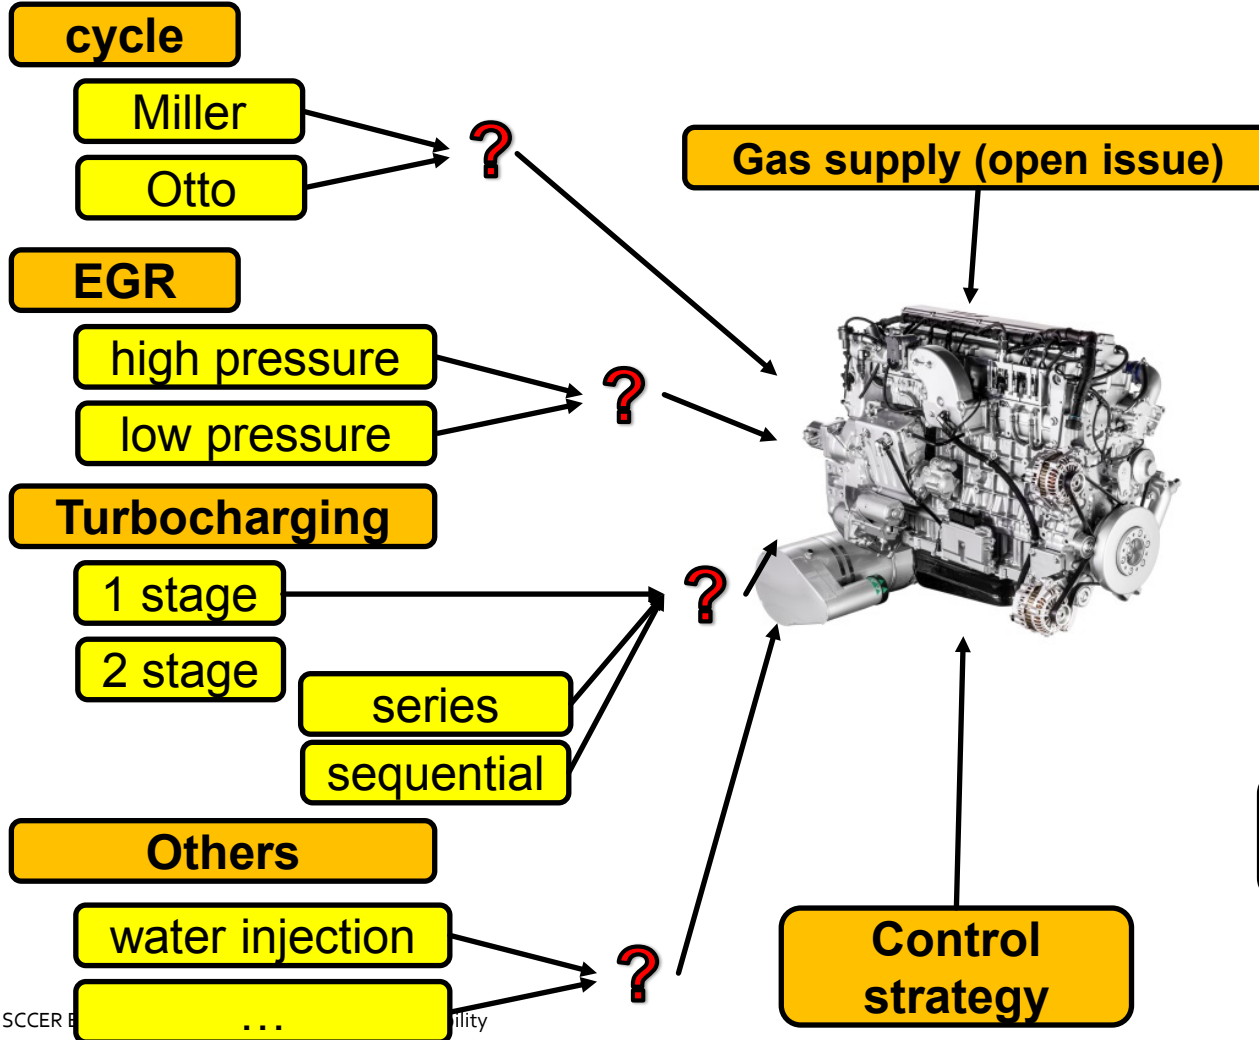 cycle
Miller
?
Otto
Gas supply (open issue)
EGR
high pressure
?
low pressure
Turbocharging
1 stage
?
2 stage
series
sequential
Others
water injection
?
Control
strategy
...
SCCER